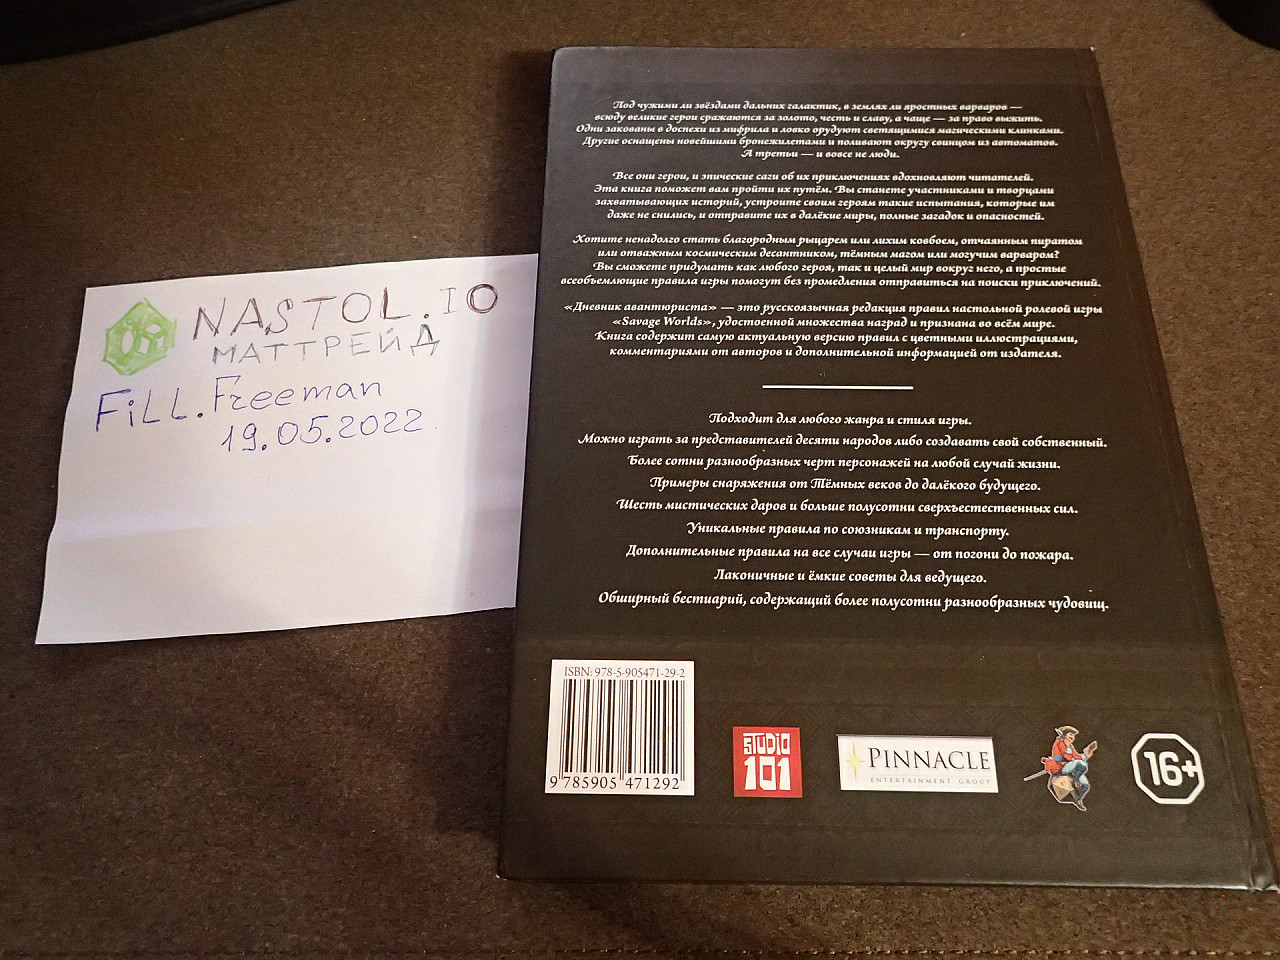 NASTOL.IO
МАТТРЕЙД
FiLL.Freeman
19.05.2022
Под чужими ли звёздами дальних галактик, в землях ли яростных варваров —
всюду великие герои сражаются за золото, честь и славу, а чаще — за право выжить.
Одни закованы в доспехи из мифрила и ловко орудуют светящимися магическими клинками.
Другие оснащены новейшими бронежилетами и поливают округу свинцом из автоматов.
А третьи — и вовсе не люди.
Все они герои, и эпические саги об их приключениях вдохновляют читателей.
Эта книга поможет вам пройти их путём. Вы станете участниками и творцами
захватывающих историй, устроите своим героям такие испытания, которые им
даже не снились, и отправите их в далёкие миры, полные загадок и опасностей.
Хотите ненадолго стать благородным рыцарем или лихим ковбоем, отчаянным пиратом
или отважным космическим десантником, тёмным магом или могучим варваром?
Вы сможете придумать как любого героя, так и целый мир вокруг него, а простые
всеобъемлющие правила игры помогут без промедления отправиться на поиски приключений.
«Дневник авантюриста» — это русскоязычная редакция правил настольной ролевой игры
«Savage Worlds», удостоенной множества наград и признана во всём мире.
Книга содержит самую актуальную версию правил с цветными иллюстрациями,
комментариями от авторов и дополнительной информацией от издателя.
Подходит для любого жанра и стиля игры.
Можно играть за представителей десяти народов либо создавать свой собственный.
Более сотни разнообразных черт персонажей на любой случай жизни.
Примеры снаряжения от Тёмных веков до далёкого будущего.
Шесть мистических даров и больше полусотни сверхъестественных сил.
Уникальные правила по союзникам и транспорту.
Дополнительные правила на все случаи игры — от погони до пожара.
Лаконичные и ёмкие советы для ведущего.
Обширный бестиарий, содержащий более полусотни разнообразных чудовищ.
ISBN: 978-5-905471-29-2
9 785905 471292
STUDIO
101
PINNACLE
ENTERTAINMENT GROUP
16+